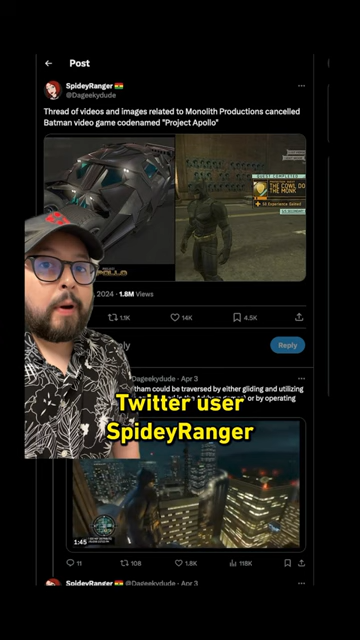 Post
SpideyRanger
@Dageekydude
Thread of videos and images related to Monolith Productions cancelled
Batman video game codenamed "Project Apollo"
QUEST COMPLETED
THE COWL DO
THE MONK
, 2024 · 1.8M Views
1.1K
14K
4.5K
Reply
Dageekydude · Apr 3
tham could be traversed by either gliding and utilizing
or by operating
Twitter user
SpideyRanger
1:45
11
108
1.8K
118K
SpideyRanger
@Dageekydude · Apr 3